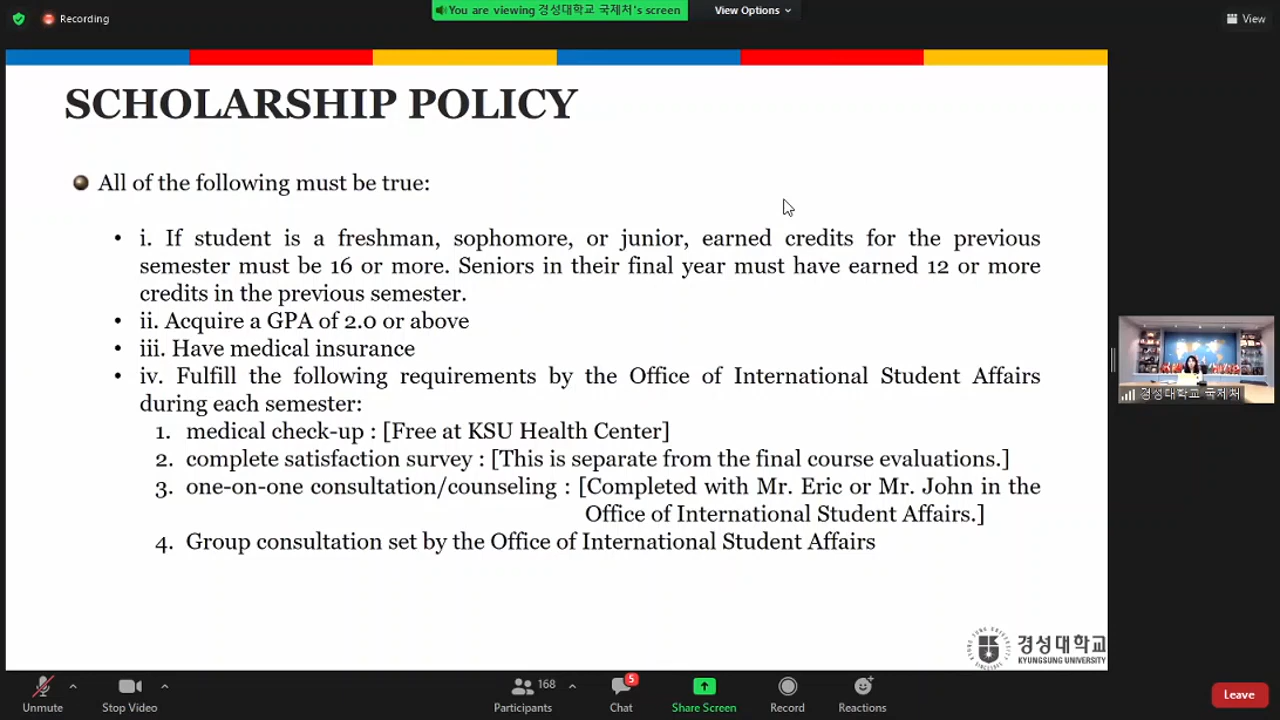 Recording
You are viewing 경성대학교 국제처's screen
View Options
View
SCHOLARSHIP POLICY
All of the following must be true:
• i. If student is a freshman, sophomore, or junior, earned credits for the previous
semester must be 16 or more. Seniors in their final year must have earned 12 or more
credits in the previous semester.
• ii. Acquire a GPA of 2.0 or above
• iii. Have medical insurance
• iv. Fulfill the following requirements by the Office of International Student Affairs
during each semester:
1. medical check-up : [Free at KSU Health Center]
2. complete satisfaction survey : [This is separate from the final course evaluations.]
3. one-on-one consultation/counseling : [Completed with Mr. Eric or Mr. John in the
Office of International Student Affairs.]
4. Group consultation set by the Office of International Student Affairs
경성대학교 국제처
경성대학교
KYUNGSUNG UNIVERSITY
Unmute
Stop Video
168
Participants
5
Chat
Share Screen
Record
Reactions
Leave